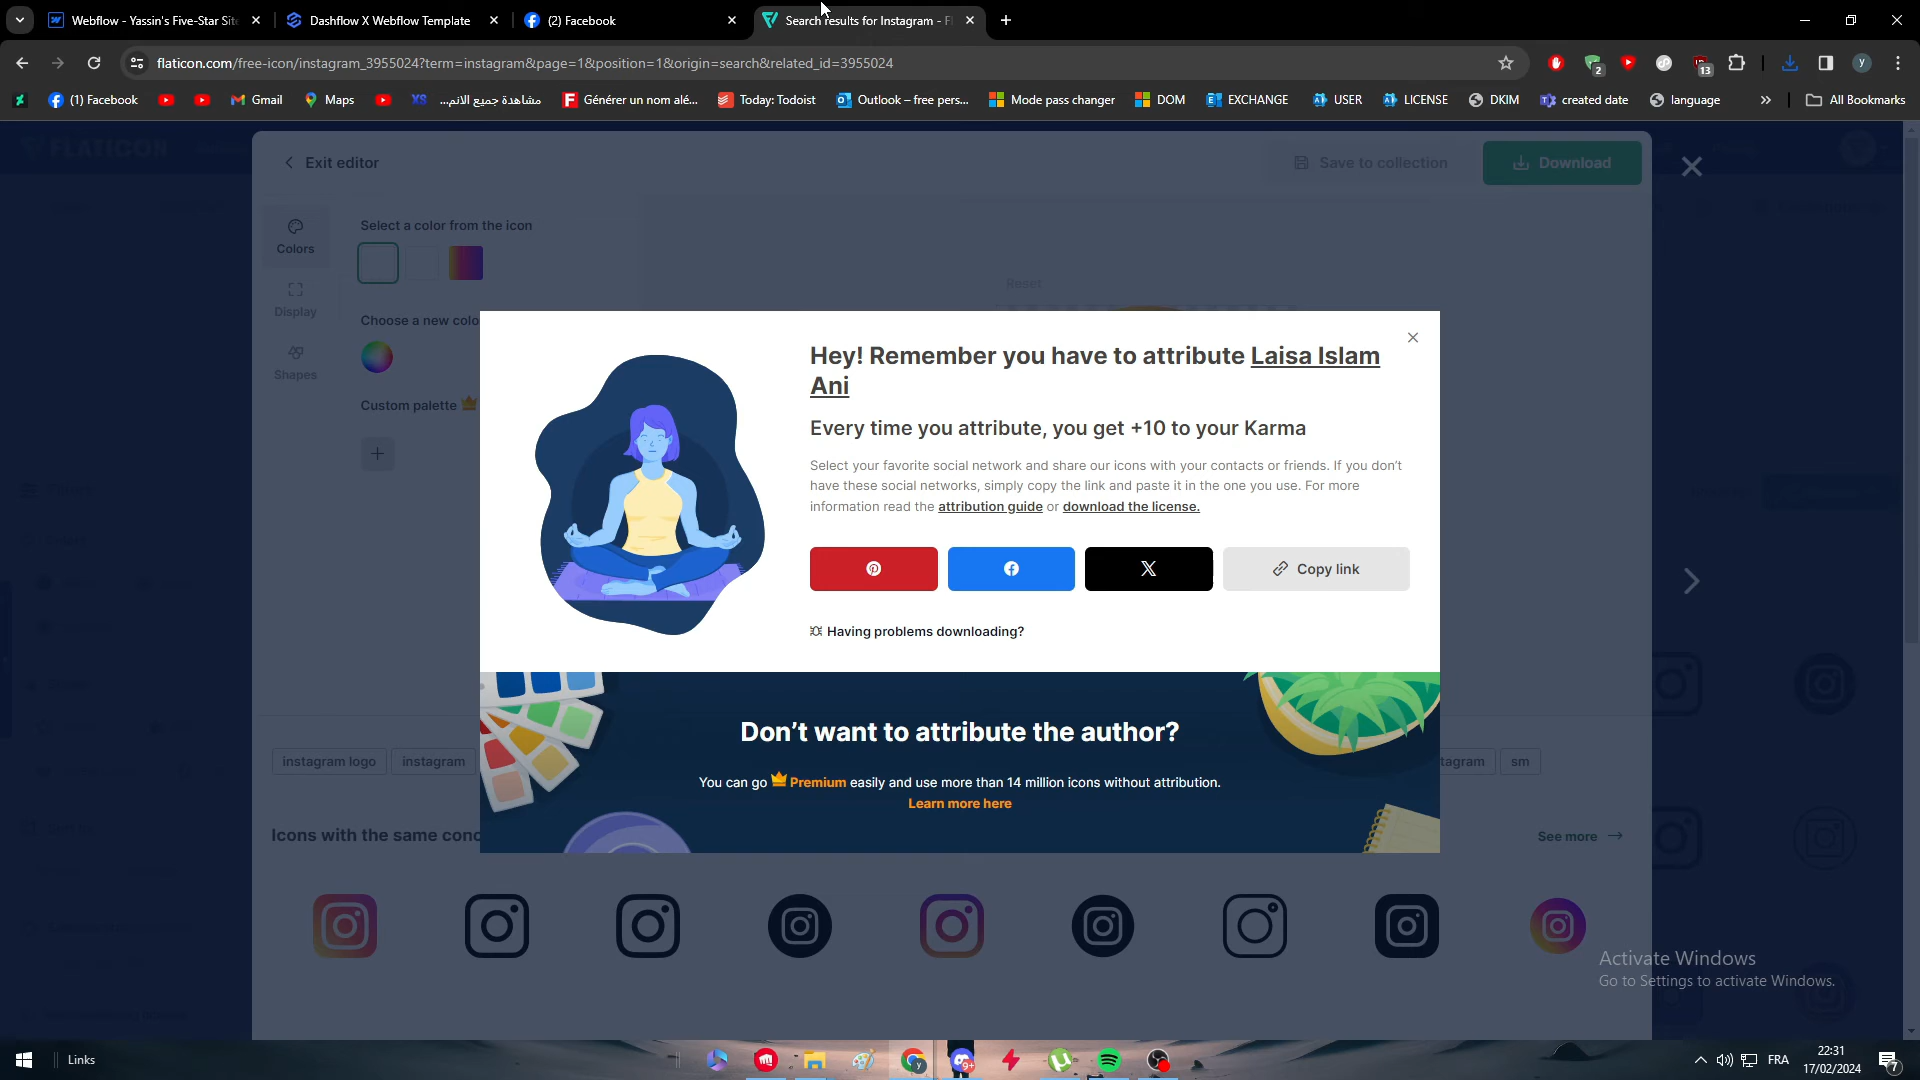 Webflow - Yassin's Five-Star Sit
Dashflow X Webflow Template
(2) Facebook
Search results for Instagram - F
flaticon.com/free-icon/instagram_3955024?term=instagram&page=1&position=1&origin=search&related_id=3955024
2
13
y
(1) Facebook
Gmail
Maps
XS
مشاهدة جميع الانم...
Générer un nom alé...
Today: Todoist
Outlook – free pers...
Mode pass changer
DOM
EXCHANGE
USER
LICENSE
DKIM
created date
language
All Bookmarks
FLATICON
Exit editor
Save to collection
Download
Colors
Select a color from the icon
Display
Reset
Choose a new colo
Shapes
Custom palette
Hey! Remember you have to attribute Laisa Islam
Ani
Every time you attribute, you get +10 to your Karma
Select your favorite social network and share our icons with your contacts or friends. If you don't
have these social networks, simply copy the link and paste it in the one you use. For more
information read the attribution guide or download the license.
Copy link
Having problems downloading?
Don't want to attribute the author?
You can go Premium easily and use more than 14 million icons without attribution.
Learn more here
instagram logo
instagram
tagram
sm
Icons with the same conc
See more
Activate Windows
Go to Settings to activate Windows.
Links
y
9+
FRA
22:31
17/02/2024
7